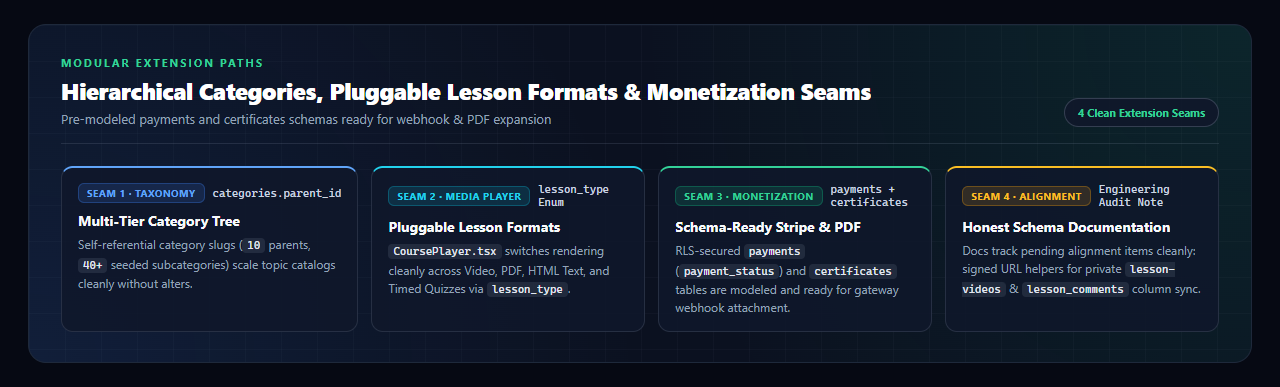 MODULAR EXTENSION PATHS
Hierarchical Categories, Pluggable Lesson Formats & Monetization Seams
Pre-modeled payments and certificates schemas ready for webhook & PDF expansion
4 Clean Extension Seams
SEAM 1 · TAXONOMY categories.parent_id
Multi-Tier Category Tree
Self-referential category slugs ( 10 parents,
40+ seeded subcategories) scale topic catalogs
cleanly without alters.
SEAM 2 · MEDIA PLAYER lesson_type
Enum
Pluggable Lesson Formats
CoursePlayer.tsx switches rendering
cleanly across Video, PDF, HTML Text, and
Timed Quizzes via lesson_type .
SEAM 3 · MONETIZATION payments +
certificates
Schema-Ready Stripe & PDF
RLS-secured payments
( payment_status ) and certificates
tables are modeled and ready for gateway
webhook attachment.
SEAM 4 · ALIGNMENT Engineering
Audit Note
Honest Schema Documentation
Docs track pending alignment items cleanly:
signed URL helpers for private lesson-
videos & lesson_comments column sync.